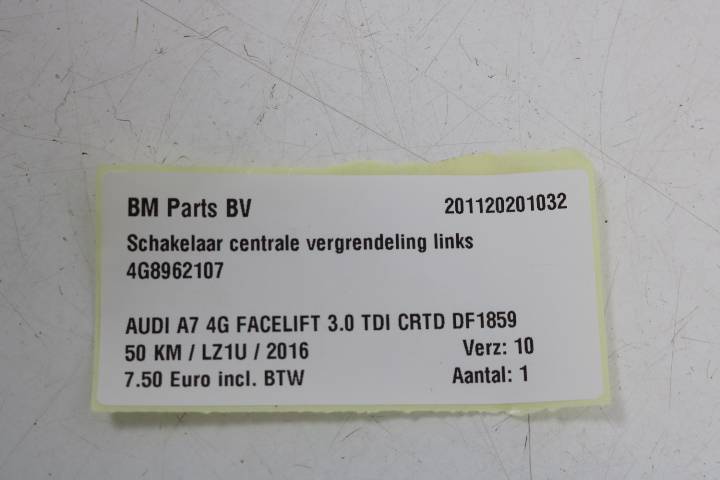 BM Parts BV 201120201032
Schakelaar centrale vergrendeling links
4G8962107
AUDI A7 4G FACELIFT 3.0 TDI CRTD DF1859
50 KM / LZ1U / 2016 Verz: 10
7.50 Euro incl. BTW Aantal: 1